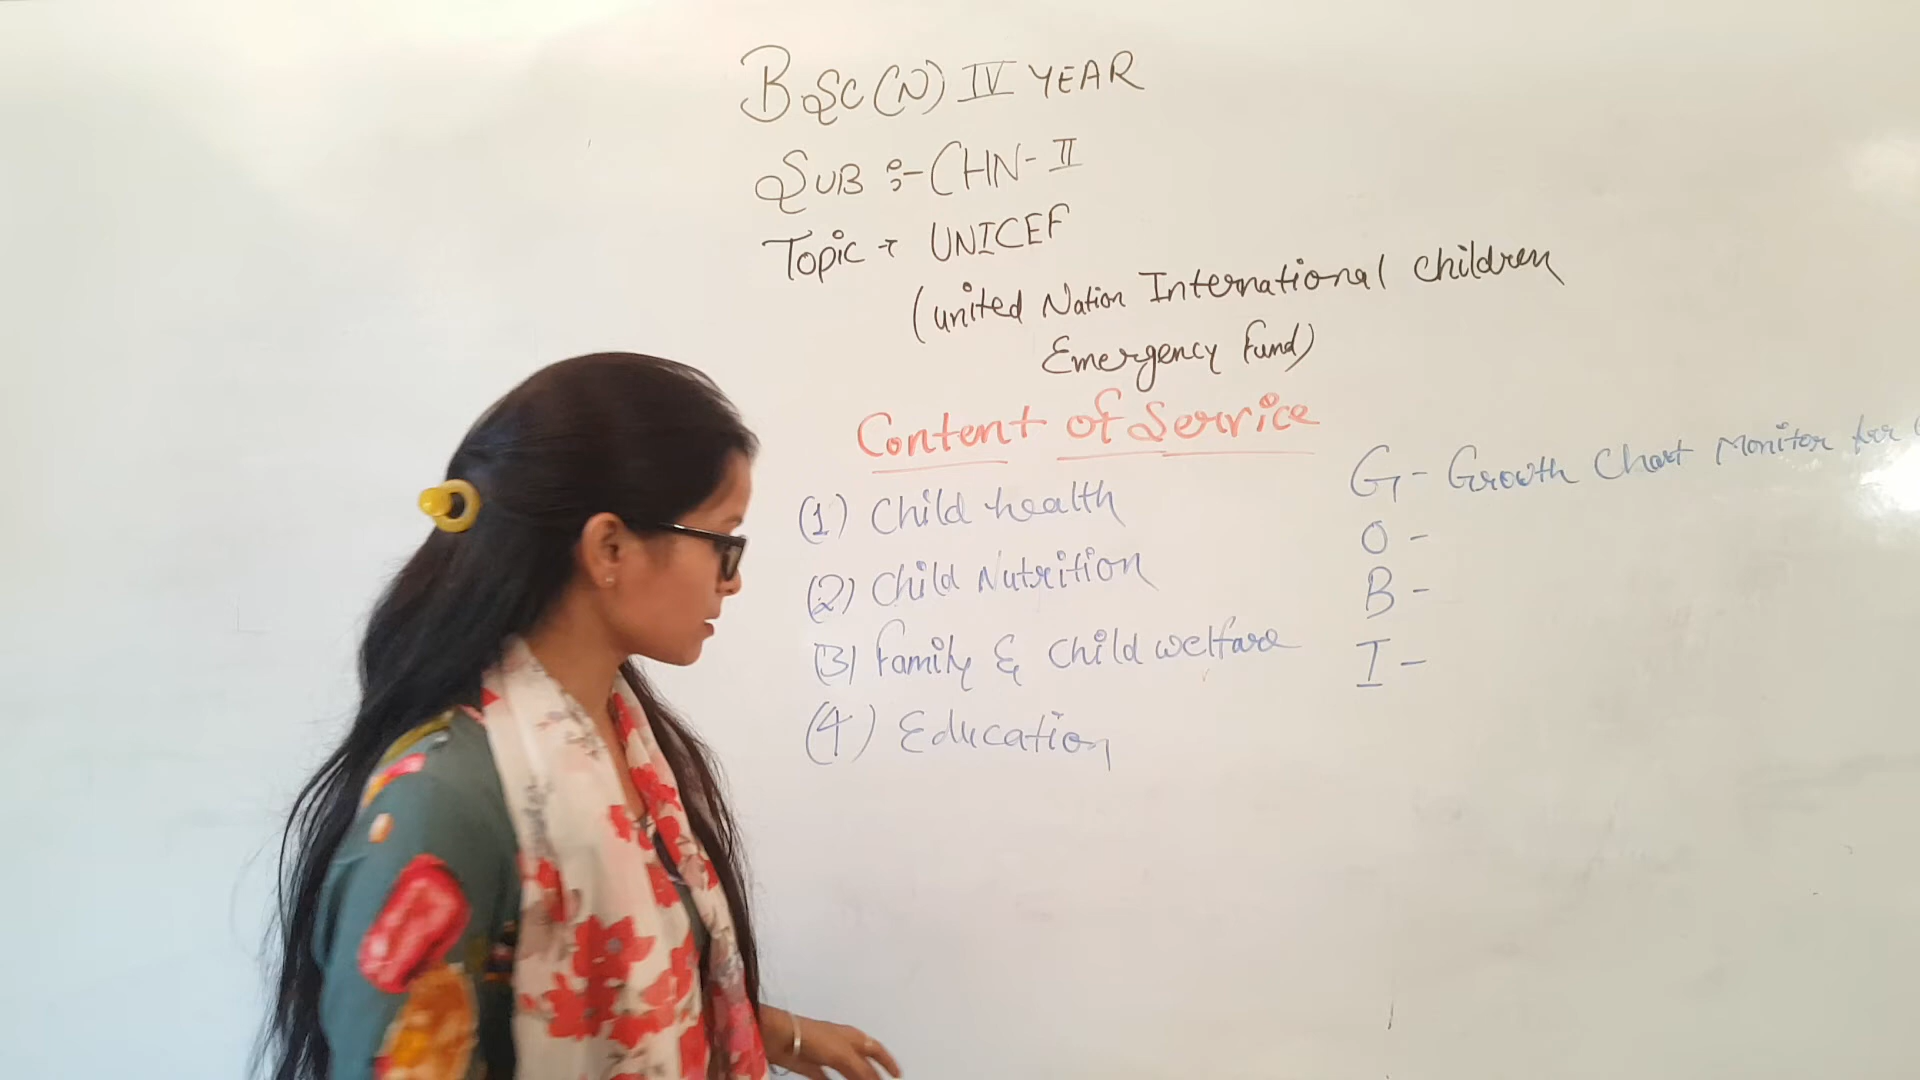 BSC (N) IV YEAR
SUB :- CHN- II
Topic → UNICEF
(united Nation International children
Emergency Fund)
Content of Service
(1) Child health
(2) Child Nutrition
(3) Family & Child welfare
(4) Education
G - Growth Chart Monitor for
O -
B -
I -